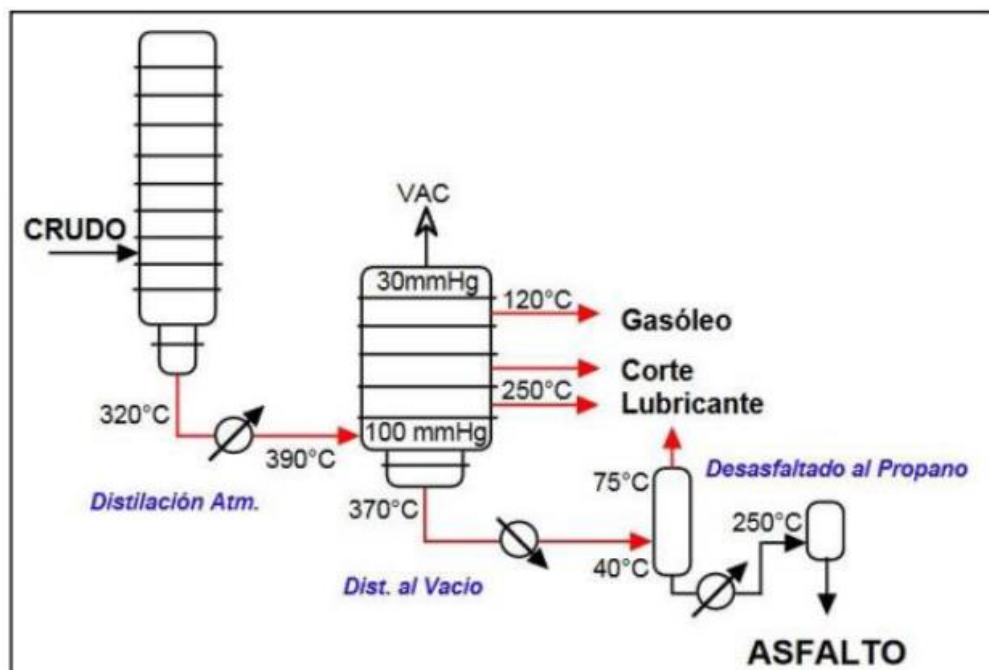 VAC
CRUDO
30mmHg
120°C
Gasóleo
Corte
250°C
Lubricante
320°C
100 mmHg
390°C
75°C
Desasfaltado al Propano
Distilación Atm.
370°C
250°C
40°C
Dist. al Vacio
ASFALTO